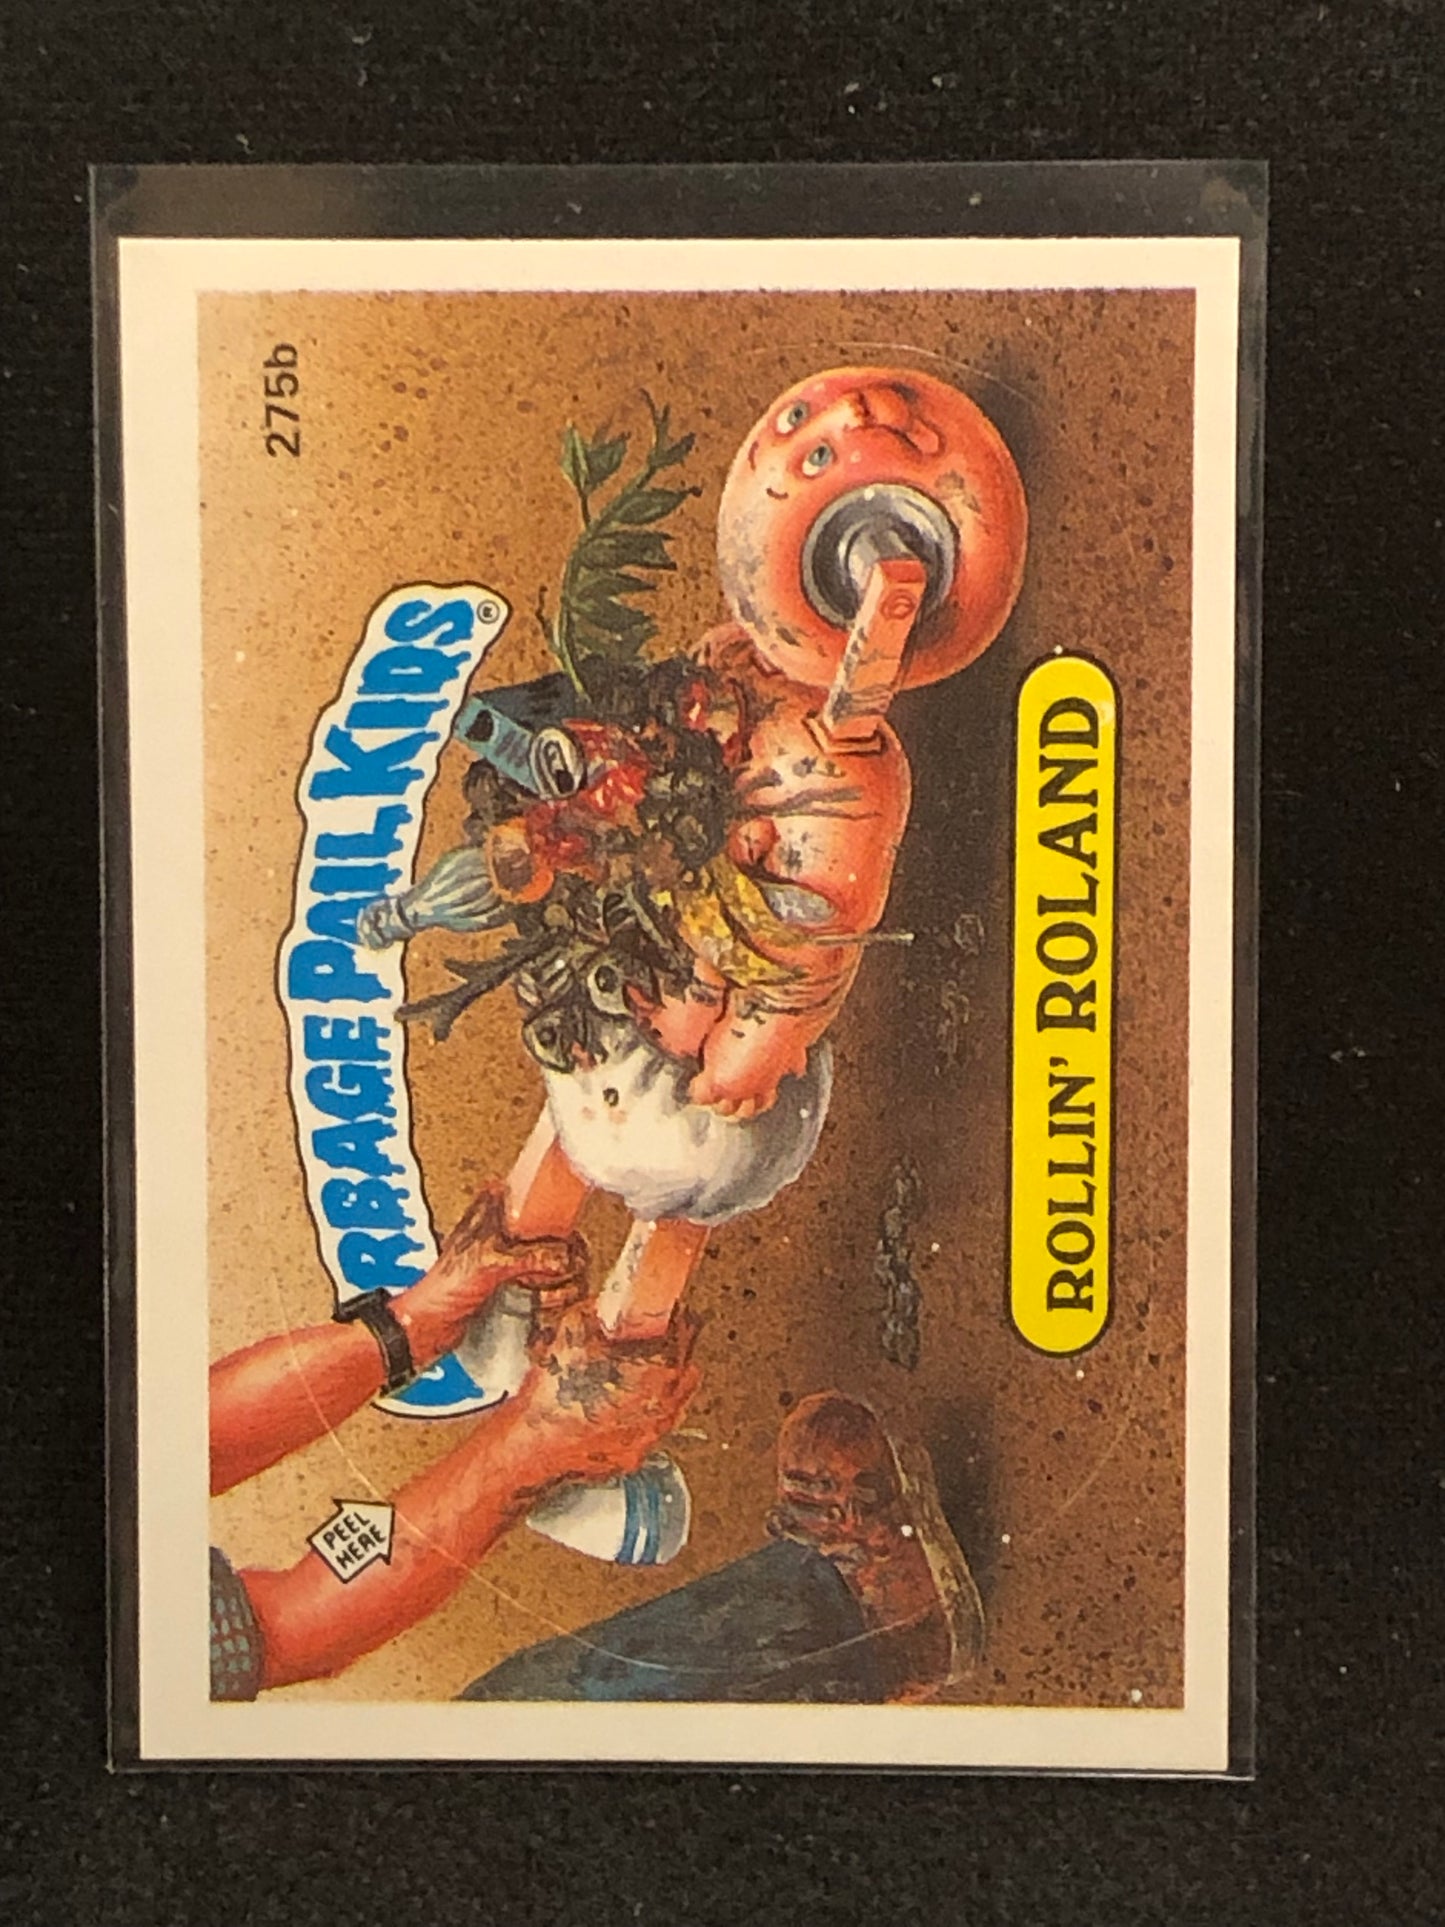 275b
RBAGE PAIL KIDS®
PEEL
HERE
ROLLIN' ROLAND